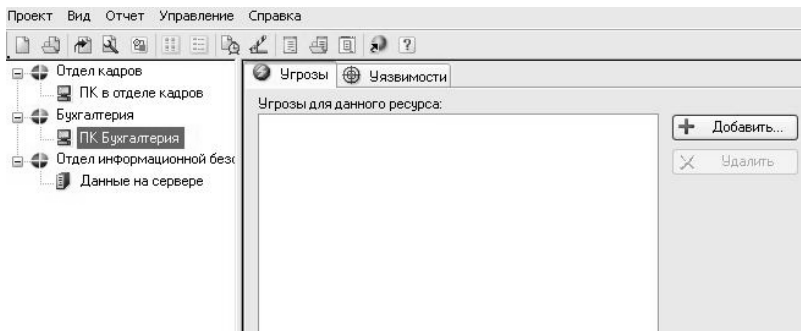 Проект Вид Отчет Управление Справка
Отдел кадров
ПК в отделе кадров
Бухгалтерия
ПК Бухгалтерия
Отдел информационной безо
Данные на сервере
Угрозы Уязвимости
Угрозы для данного ресурса:
Добавить...
Удалить